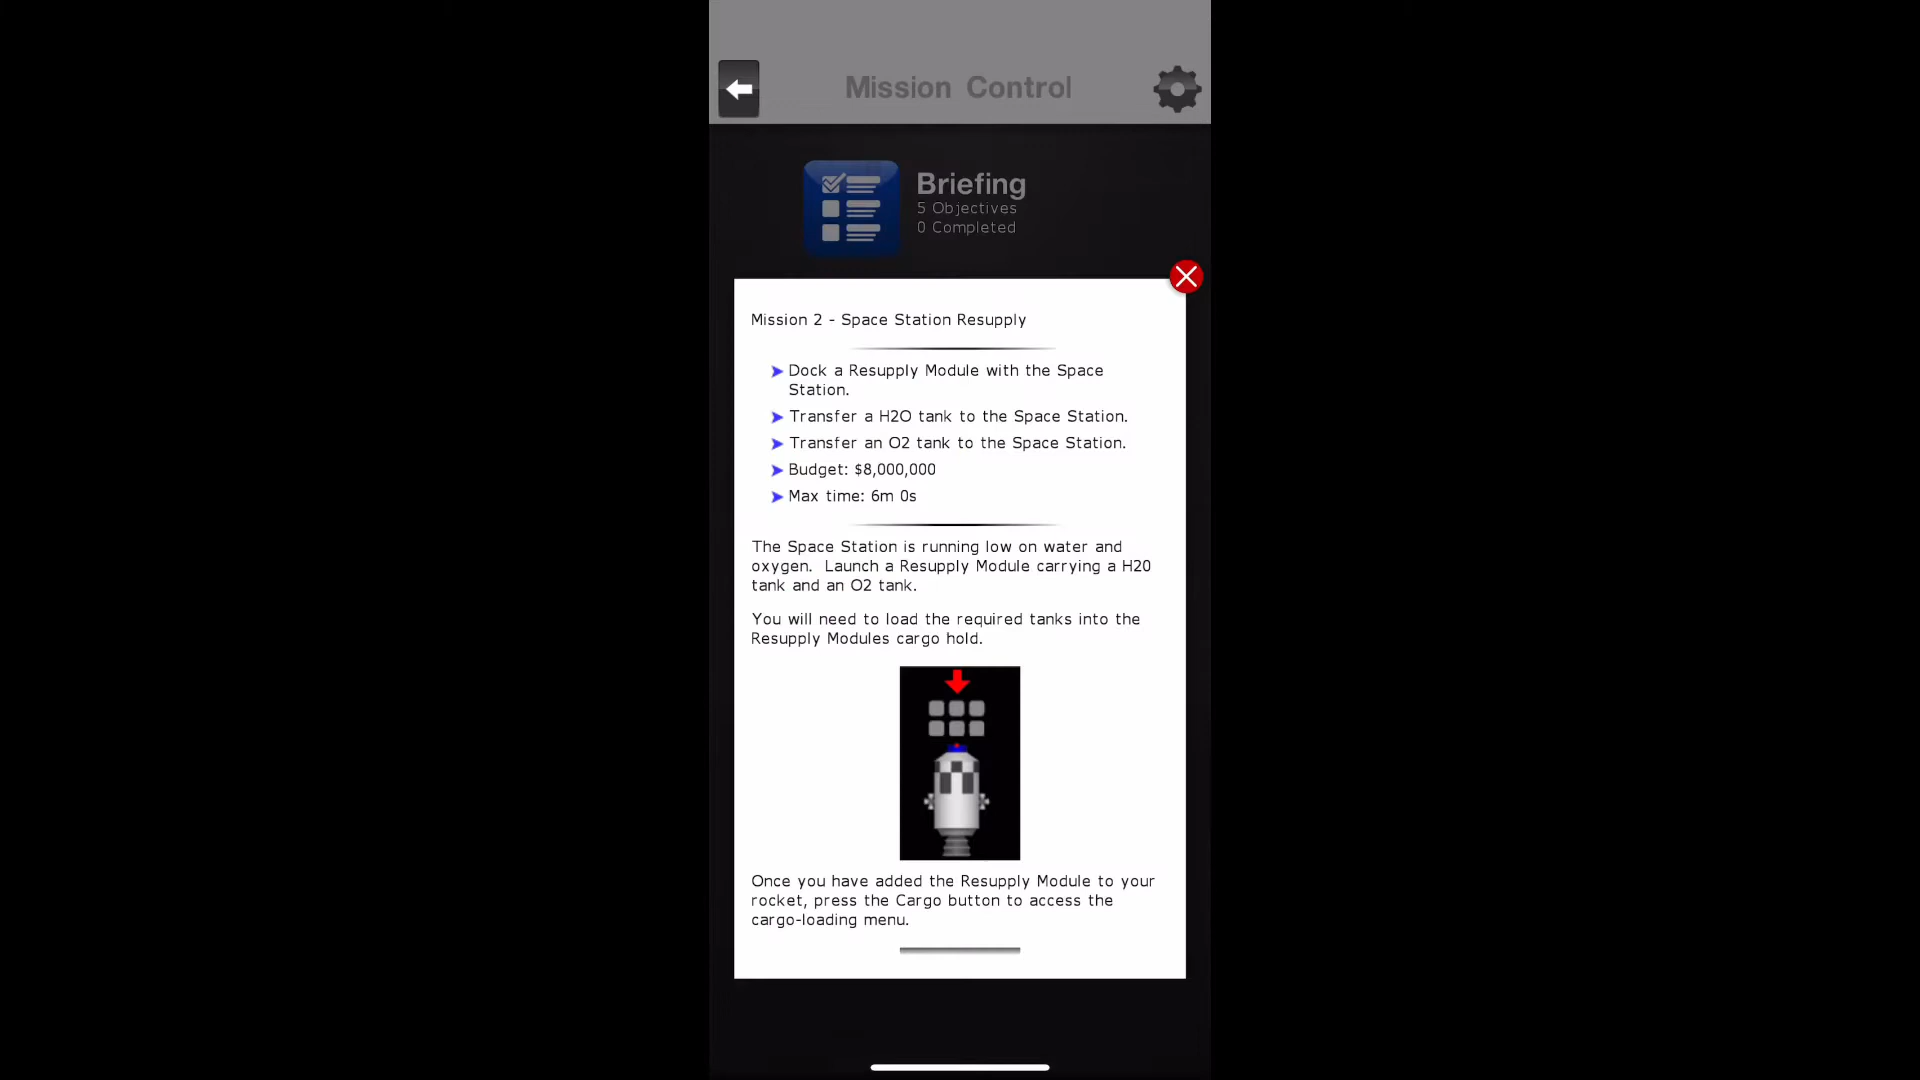 Mission Control
Briefing
5 Objectives
0 Completed
Mission 2 - Space Station Resupply
Dock a Resupply Module with the Space
Station.
Transfer a H2O tank to the Space Station.
Transfer an O2 tank to the Space Station.
Budget: $8,000,000
Max time: 6m 0s
The Space Station is running low on water and
oxygen.  Launch a Resupply Module carrying a H20
tank and an O2 tank.
You will need to load the required tanks into the
Resupply Modules cargo hold.
Once you have added the Resupply Module to your
rocket, press the Cargo button to access the
cargo-loading menu.